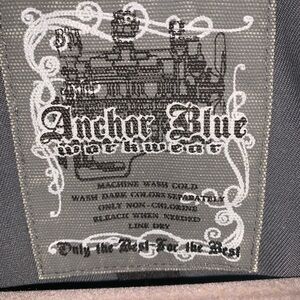 Anchor Blue
workwear
MACHINE WASH COLD
WASH DARK COLORS SEPARATELY
ONLY NON-CHLORINE
BLEACH WHEN NEEDED
LINE DRY
Only the Best For the Best